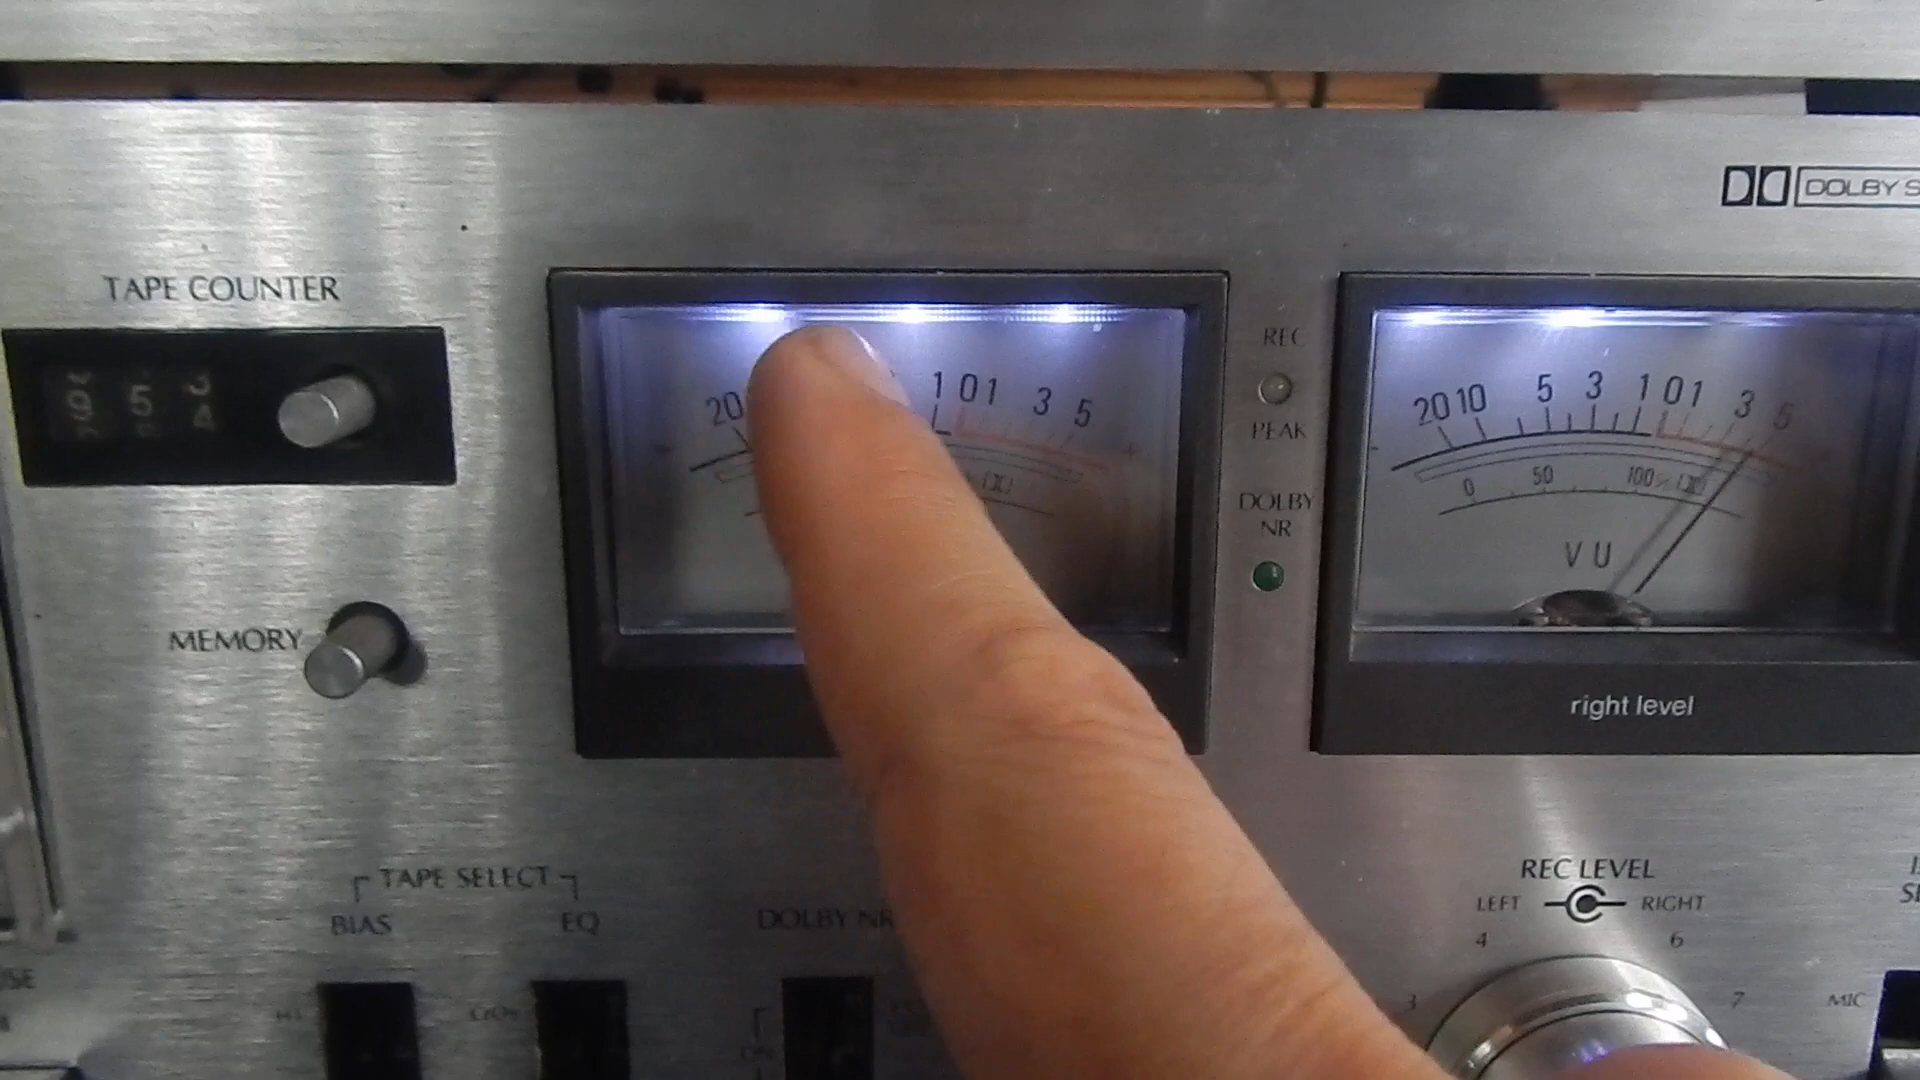 DOLBY S
TAPE COUNTER
5
20 1 0 1 3 5
- +
REC
PEAK
DOLBY
NR
20 10 5 3 1 0 1 3 5
-
0 50 100%
VU
right level
MEMORY
TAPE SELECT
BIAS EQ
DOLBY NR
REC LEVEL
LEFT RIGHT
4 6
3 7
MIC